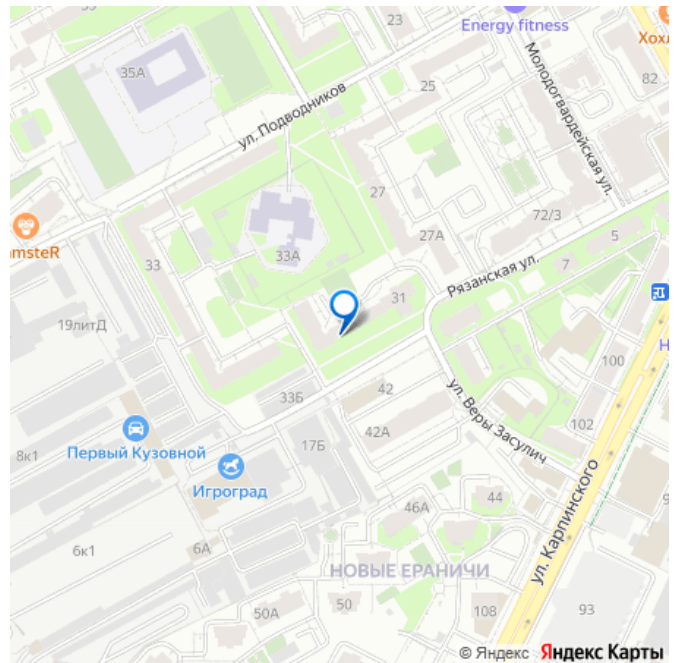 23
Energy fitness
Хохл
35А
82
25
ул. Подводников
Молодогвардейская ул.
27
72/3
amsteR
27А
5
33
33А
Рязанская ул.
7
31
19литД
Н
100
33Б
42
ул. Веры Засулич
102
42А
17Б
8к1
Первый Кузовной
Игроград
44
46А
9
ул. Карпинского
6к1
6А
НОВЫЕ ЕРАНИЧИ
50А
50
108
93
© Яндекс Яндекс Карты